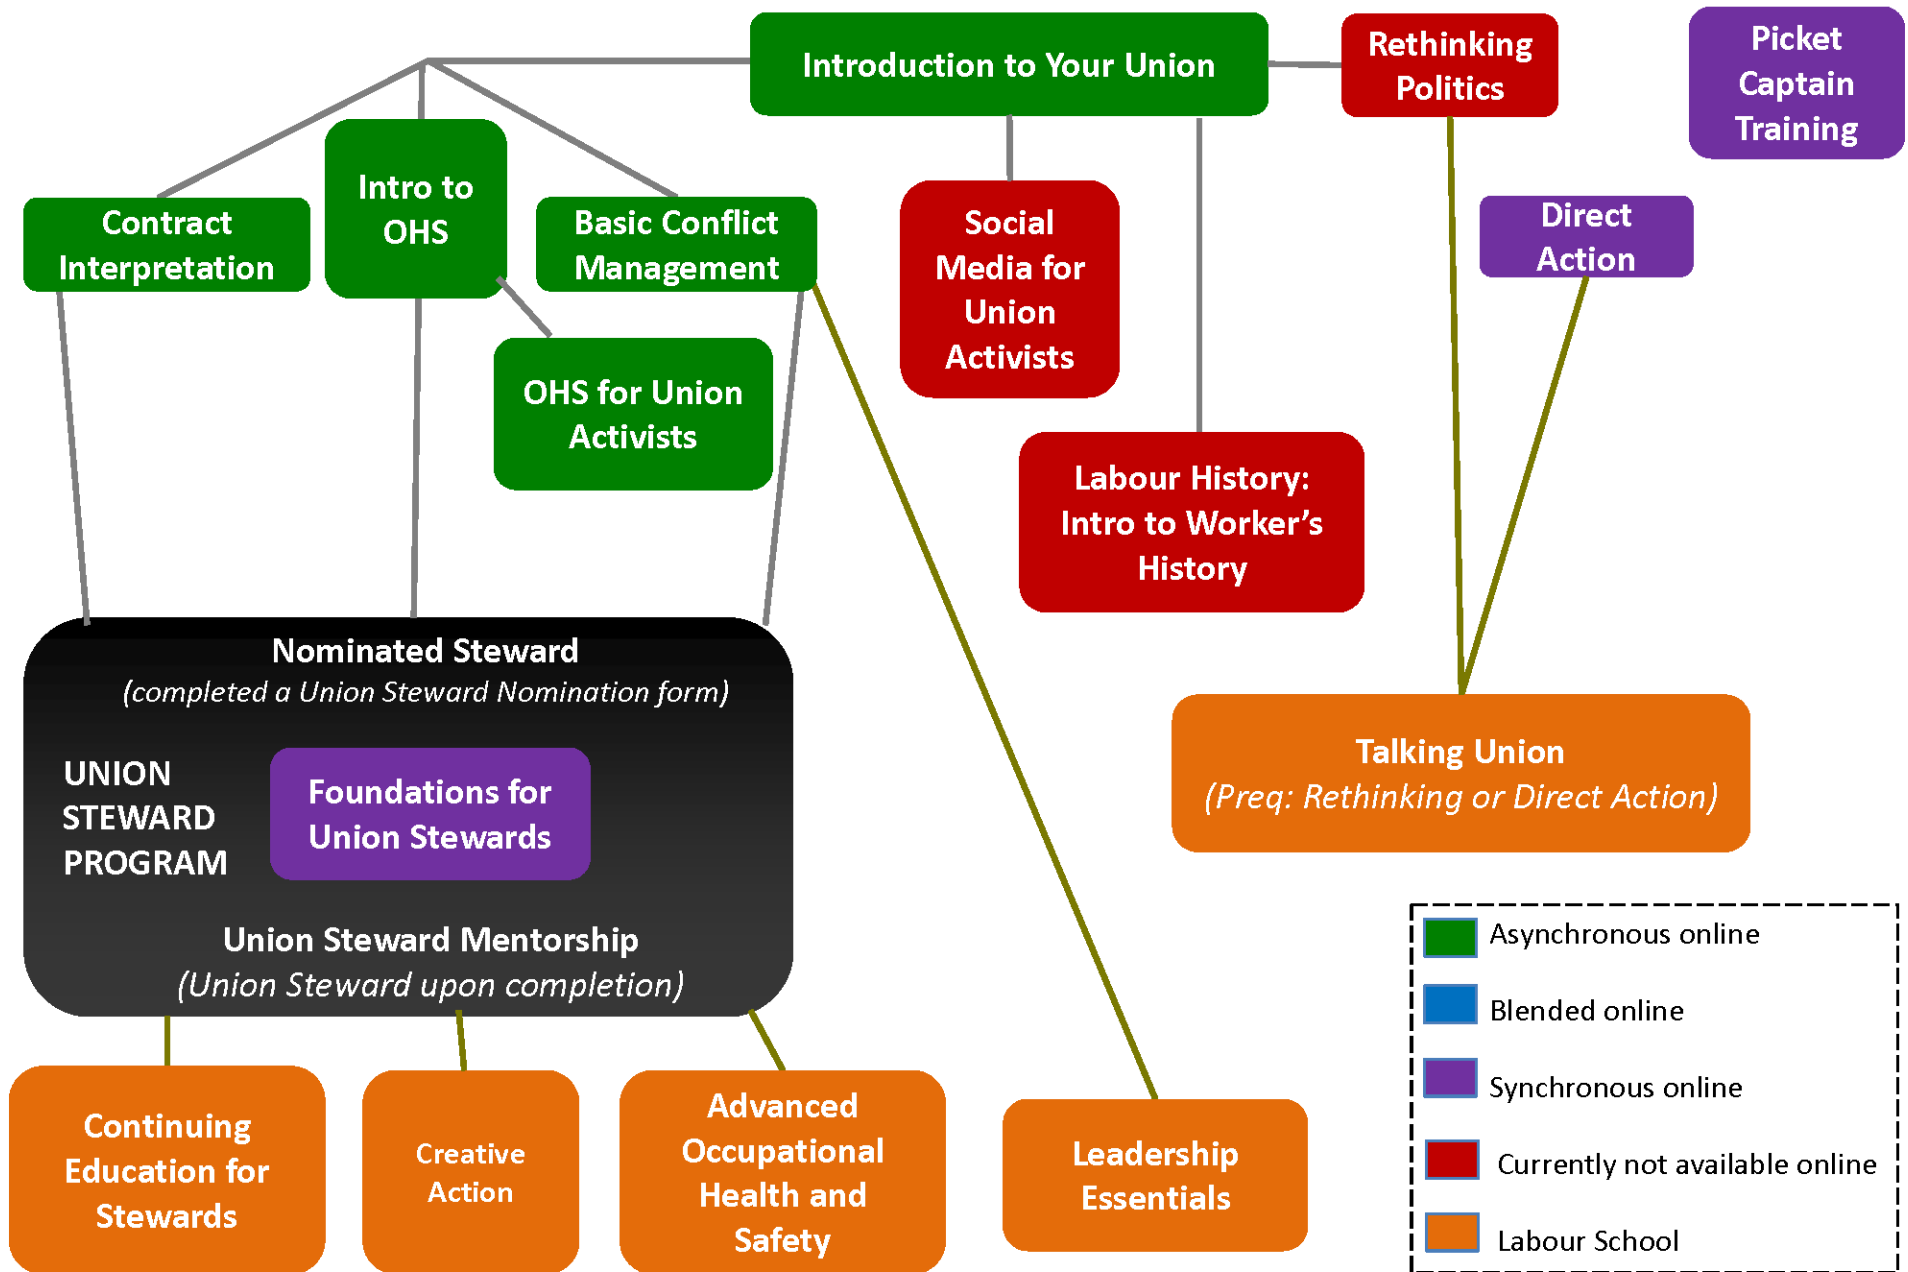 Introduction to Your Union
Rethinking
Politics
Picket
Captain
Training
Contract
Interpretation
Intro to
OHS
Basic Conflict
Management
Social
Media for
Union
Activists
Direct
Action
OHS for Union
Activists
Labour History:
Intro to Worker’s
History
Nominated Steward
(completed a Union Steward Nomination form)
UNION
STEWARD
PROGRAM
Foundations for
Union Stewards
Union Steward Mentorship
(Union Steward upon completion)
Talking Union
(Preq: Rethinking or Direct Action)
Continuing
Education for
Stewards
Creative
Action
Advanced
Occupational
Health and
Safety
Leadership
Essentials
Asynchronous online
Blended online
Synchronous online
Currently not available online
Labour School